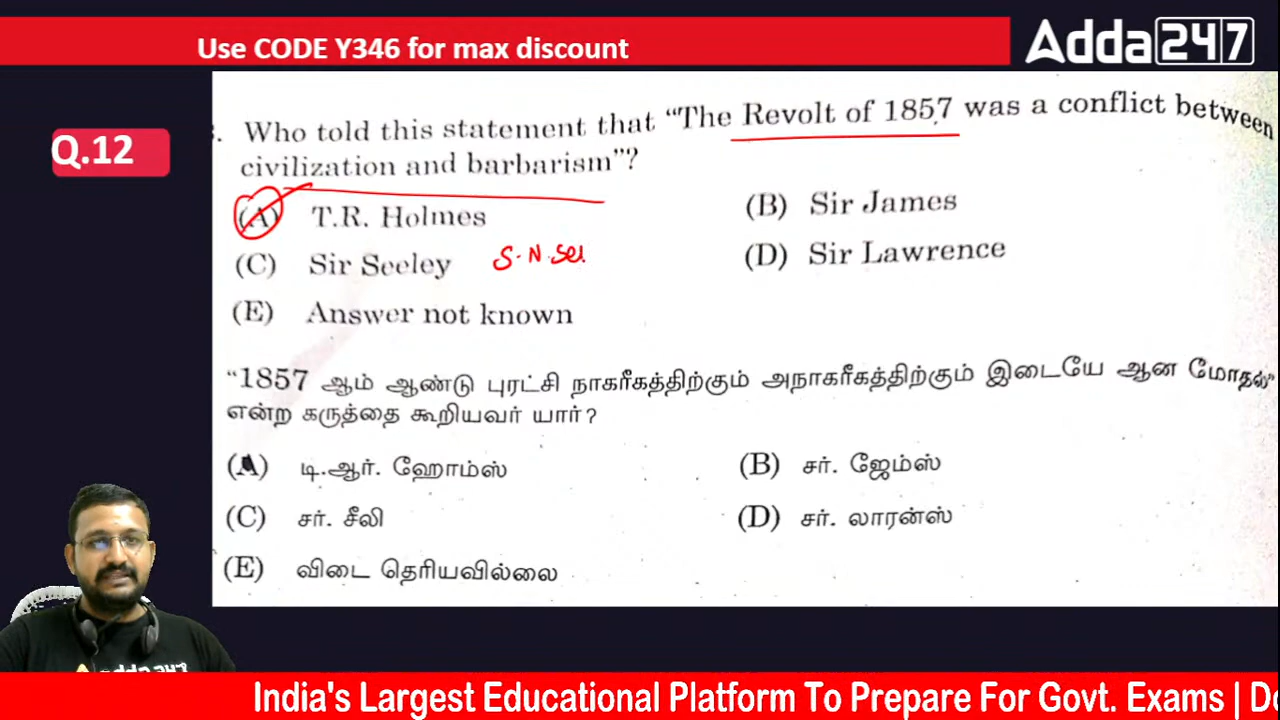 Use CODE Y346 for max discount
Adda247
Q.12
. Who told this statement that “The Revolt of 1857 was a conflict between
civilization and barbarism”?
(A) T.R. Holmes
(B) Sir James
(C) Sir Seeley
S.N.Sen
(D) Sir Lawrence
(E) Answer not known
“1857 ஆம் ஆண்டு புரட்சி நாகரீகத்திற்கும் அநாகரீகத்திற்கும் இடையே ஆன மோதல்”
என்ற கருத்தை கூறியவர் யார்?
(A) டி.ஆர். ஹோம்ஸ்
(B) சர். ஜேம்ஸ்
(C) சர். சீலி
(D) சர். லாரன்ஸ்
(E) விடை தெரியவில்லை
Adda247
India's Largest Educational Platform To Prepare For Govt. Exams |